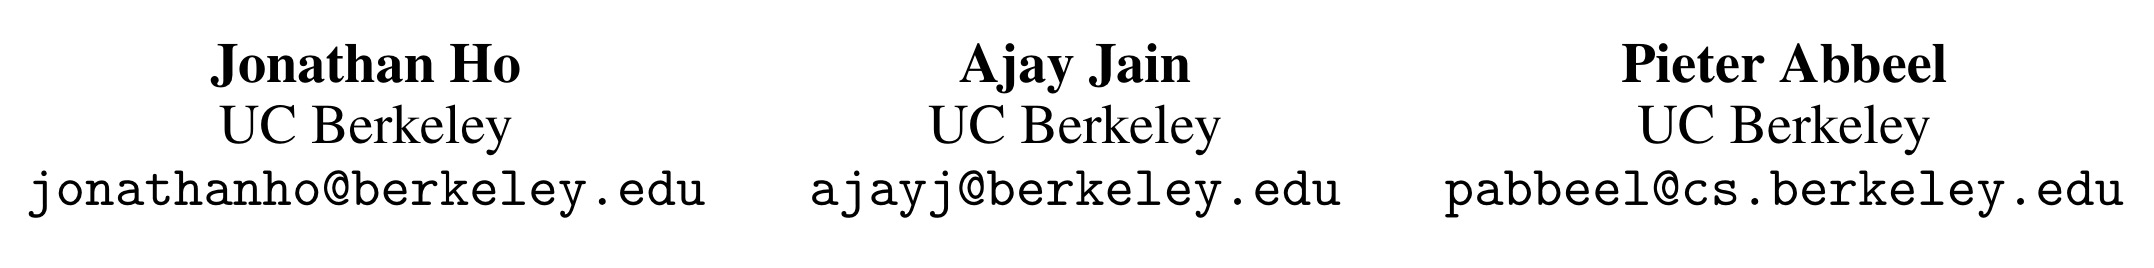 Jonathan Ho
UC Berkeley
jonathanho@berkeley.edu
Ajay Jain
UC Berkeley
ajayj@berkeley.edu
Pieter Abbeel
UC Berkeley
pabbeel@cs.berkeley.edu